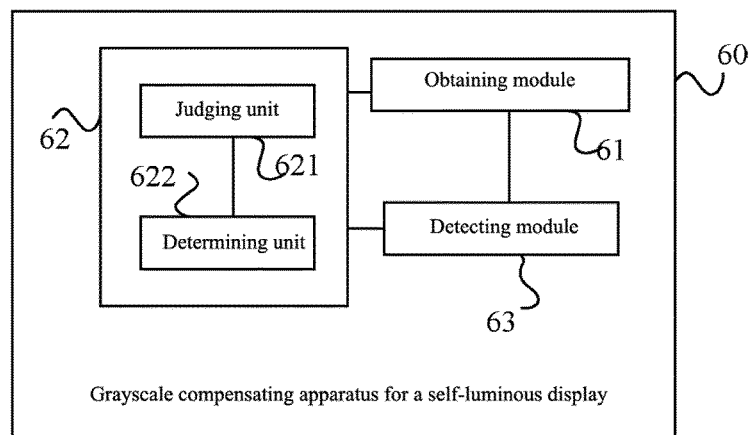 60
Obtaining module
Judging unit
62
621
61
622
Determining unit
Detecting module
63
Grayscale compensating apparatus for a self-luminous display